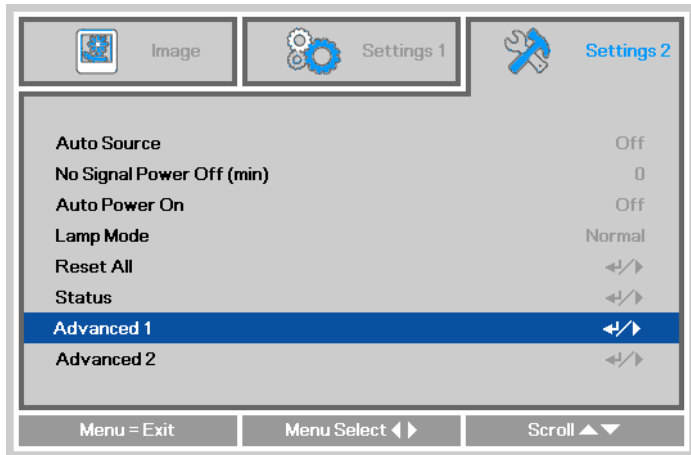 Image
Settings 1
Settings 2
Auto Source Off
No Signal Power Off (min) 0
Auto Power On Off
Lamp Mode Normal
Reset All
Status
Advanced 1
Advanced 2
Menu = Exit
Menu Select
Scroll